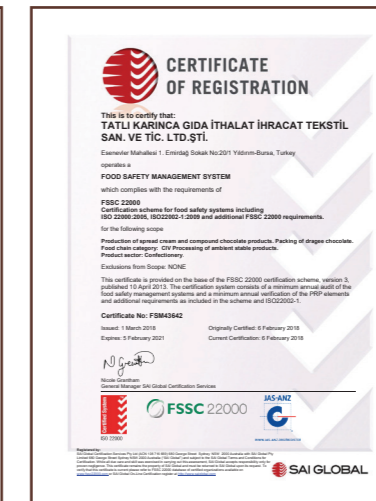 CERTIFICATE
OF REGISTRATION
This is to certify that:
TATLI KARINCA GIDA İTHALAT İHRACAT TEKSTİL
SAN. VE TİC. LTD.ŞTİ.
Esenevler Mahallesi 1. Emirdağ Sokak No:20/1 Yıldırım-Bursa, Turkey
operates a
FOOD SAFETY MANAGEMENT SYSTEM
which complies with the requirements of
FSSC 22000
Certification scheme for food safety systems including
ISO 22000:2005, ISO22002-1:2009 and additional FSSC 22000 requirements.
for the following scope
Production of spread cream and compound chocolate products. Packing of dragee chocolate.
Food chain category: CIV Processing of ambient stable products.
Product sector: Confectionery.
Exclusions from Scope: NONE
This certificate is provided on the base of the FSSC 22000 certification scheme, version 3,
published 10 April 2013. The certification system consists of a minimum annual audit of the
food safety management systems and a minimum annual verification of the PRP elements
and additional requirements as included in the scheme and ISO22002-1.
Certificate No: FSM43642
Issued: 1 March 2018 Originally Certified: 6 February 2018
Expires: 5 February 2021 Current Certification: 6 February 2018
Nicole Grantham
General Manager SAI Global Certification Services
Certified System
ISO 22000
FSSC 22000
JAS-ANZ
Registered by:
SAI GLOBAL